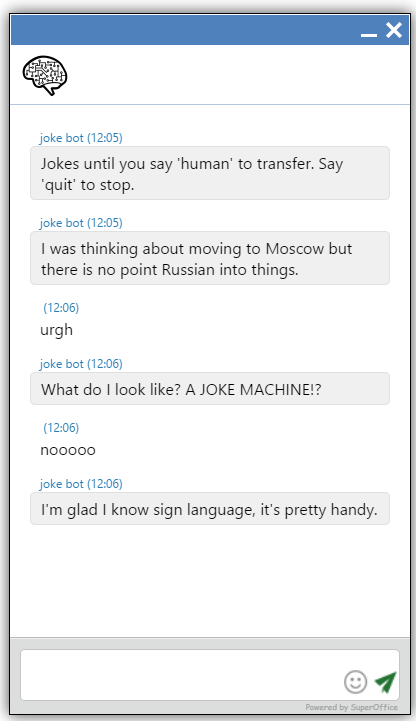 joke bot (12:05)
Jokes until you say 'human' to transfer. Say
'quit' to stop.
joke bot (12:05)
I was thinking about moving to Moscow but
there is no point Russian into things.
(12:06)
urgh
joke bot (12:06)
What do I look like? A JOKE MACHINE!?
(12:06)
nooooo
joke bot (12:06)
I'm glad I know sign language, it's pretty handy.
Powered by SuperOffice